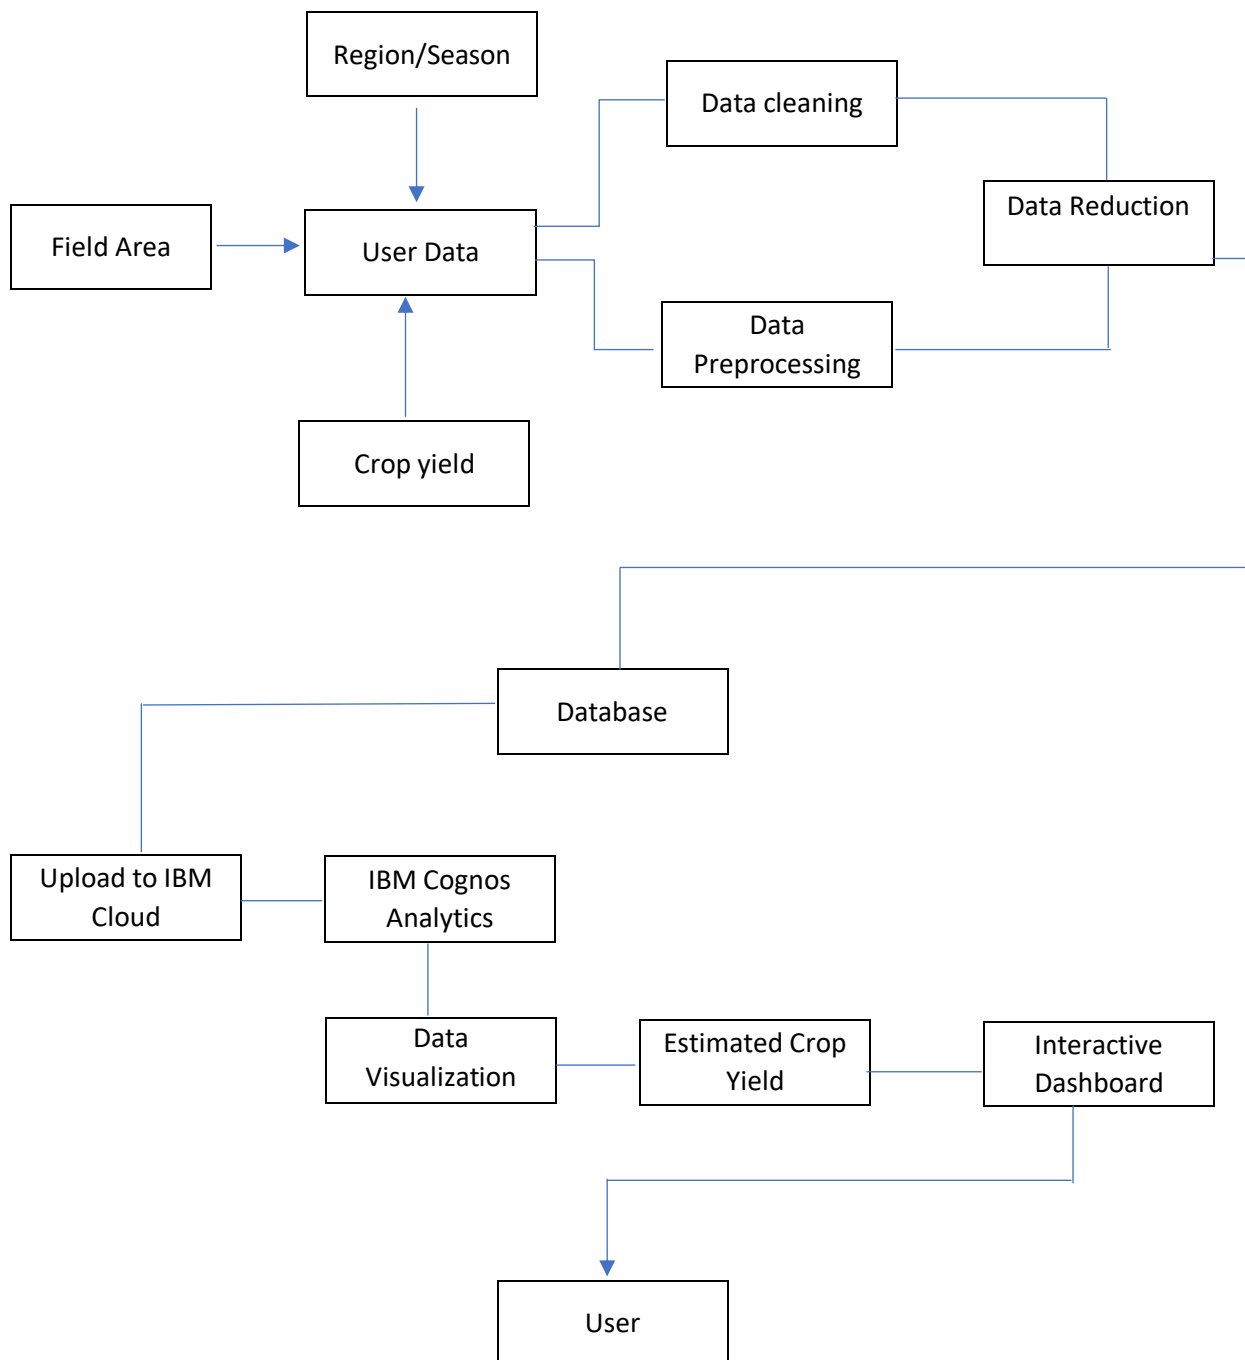 Region/Season
Data cleaning
Data Reduction
Field Area
User Data
Data
Preprocessing
Crop yield
Database
Upload to IBM
Cloud
IBM Cognos
Analytics
Data
Visualization
Estimated Crop
Yield
Interactive
Dashboard
User